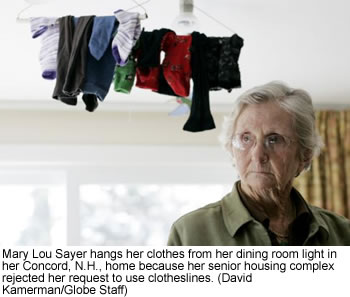 Mary Lou Sayer hangs her clothes from her dining room light in
her Concord, N.H., home because her senior housing complex
rejected her request to use clotheslines. (David
Kamerman/Globe Staff)